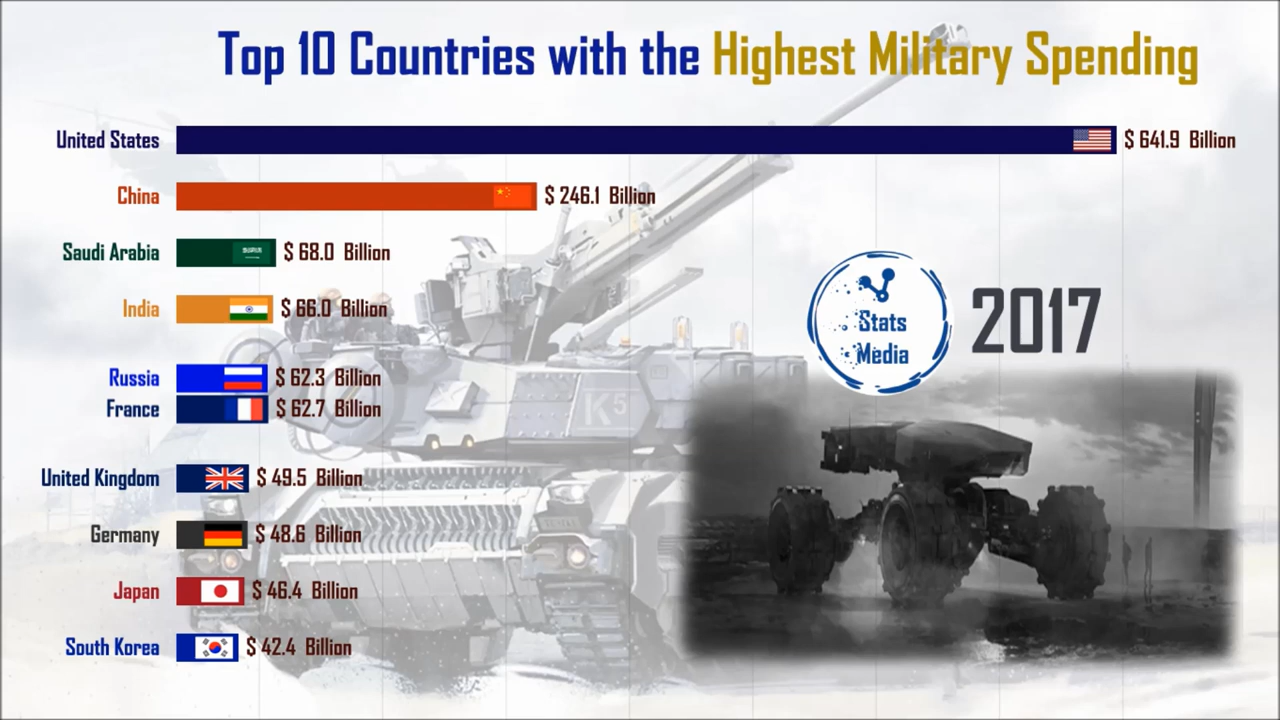 Top 10 Countries with the Highest Military Spending
United States $ 641.9 Billion
China $ 246.1 Billion
Saudi Arabia $ 68.0 Billion
India $ 66.0 Billion
Russia $ 62.3 Billion
France $ 62.7 Billion
United Kingdom $ 49.5 Billion
Germany $ 48.6 Billion
Japan $ 46.4 Billion
South Korea $ 42.4 Billion
Stats
Media
2017
K5